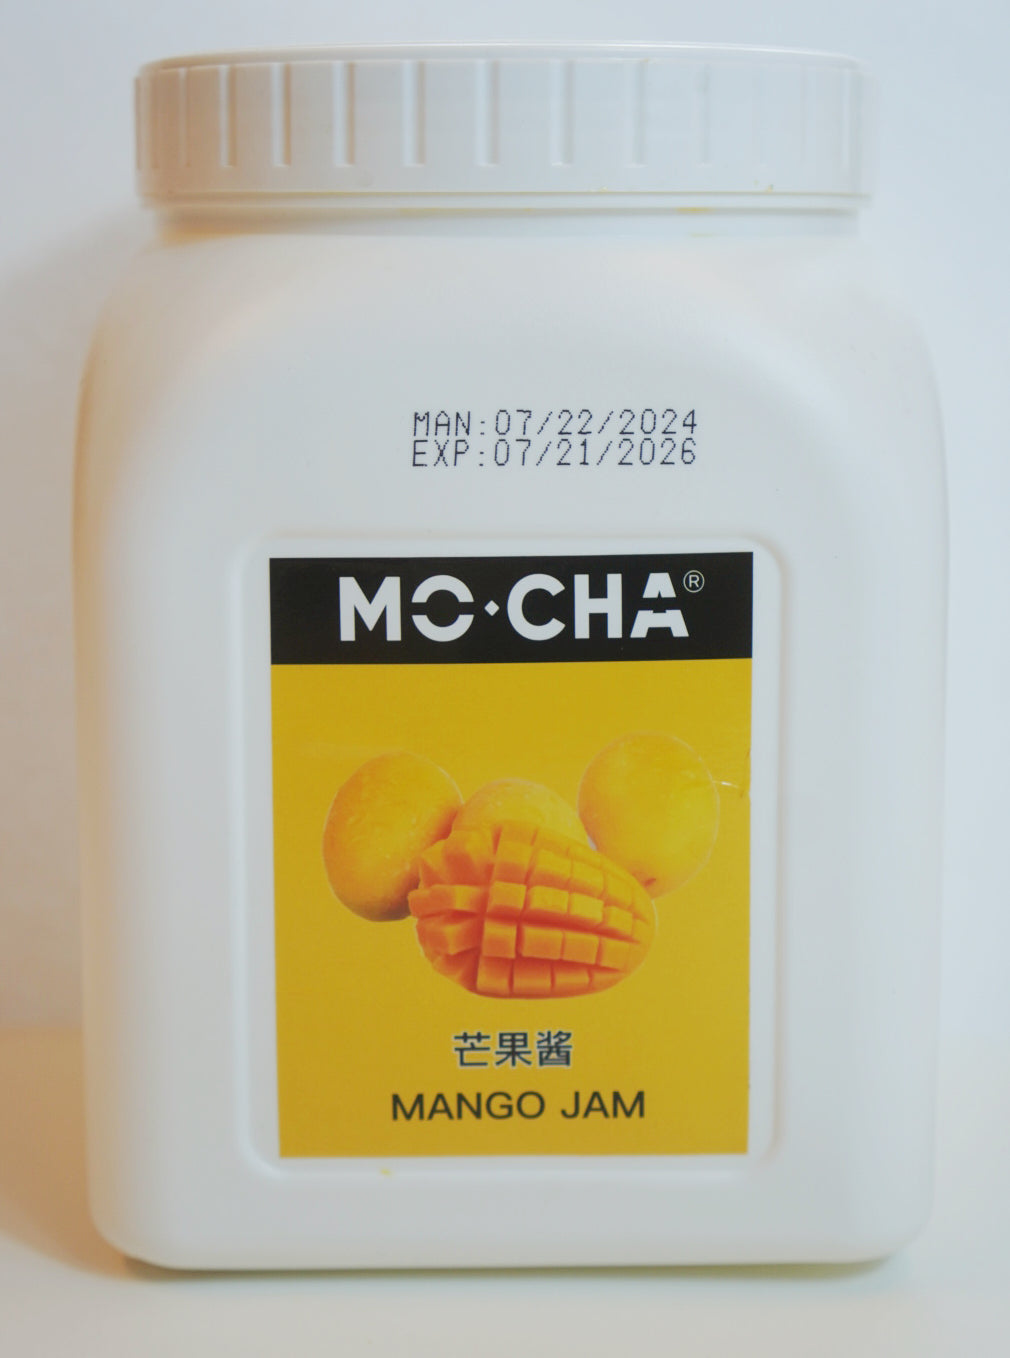 MAN:07/22/2024
EXP:07/21/2026
MO·CHA®
芒果酱
MANGO JAM